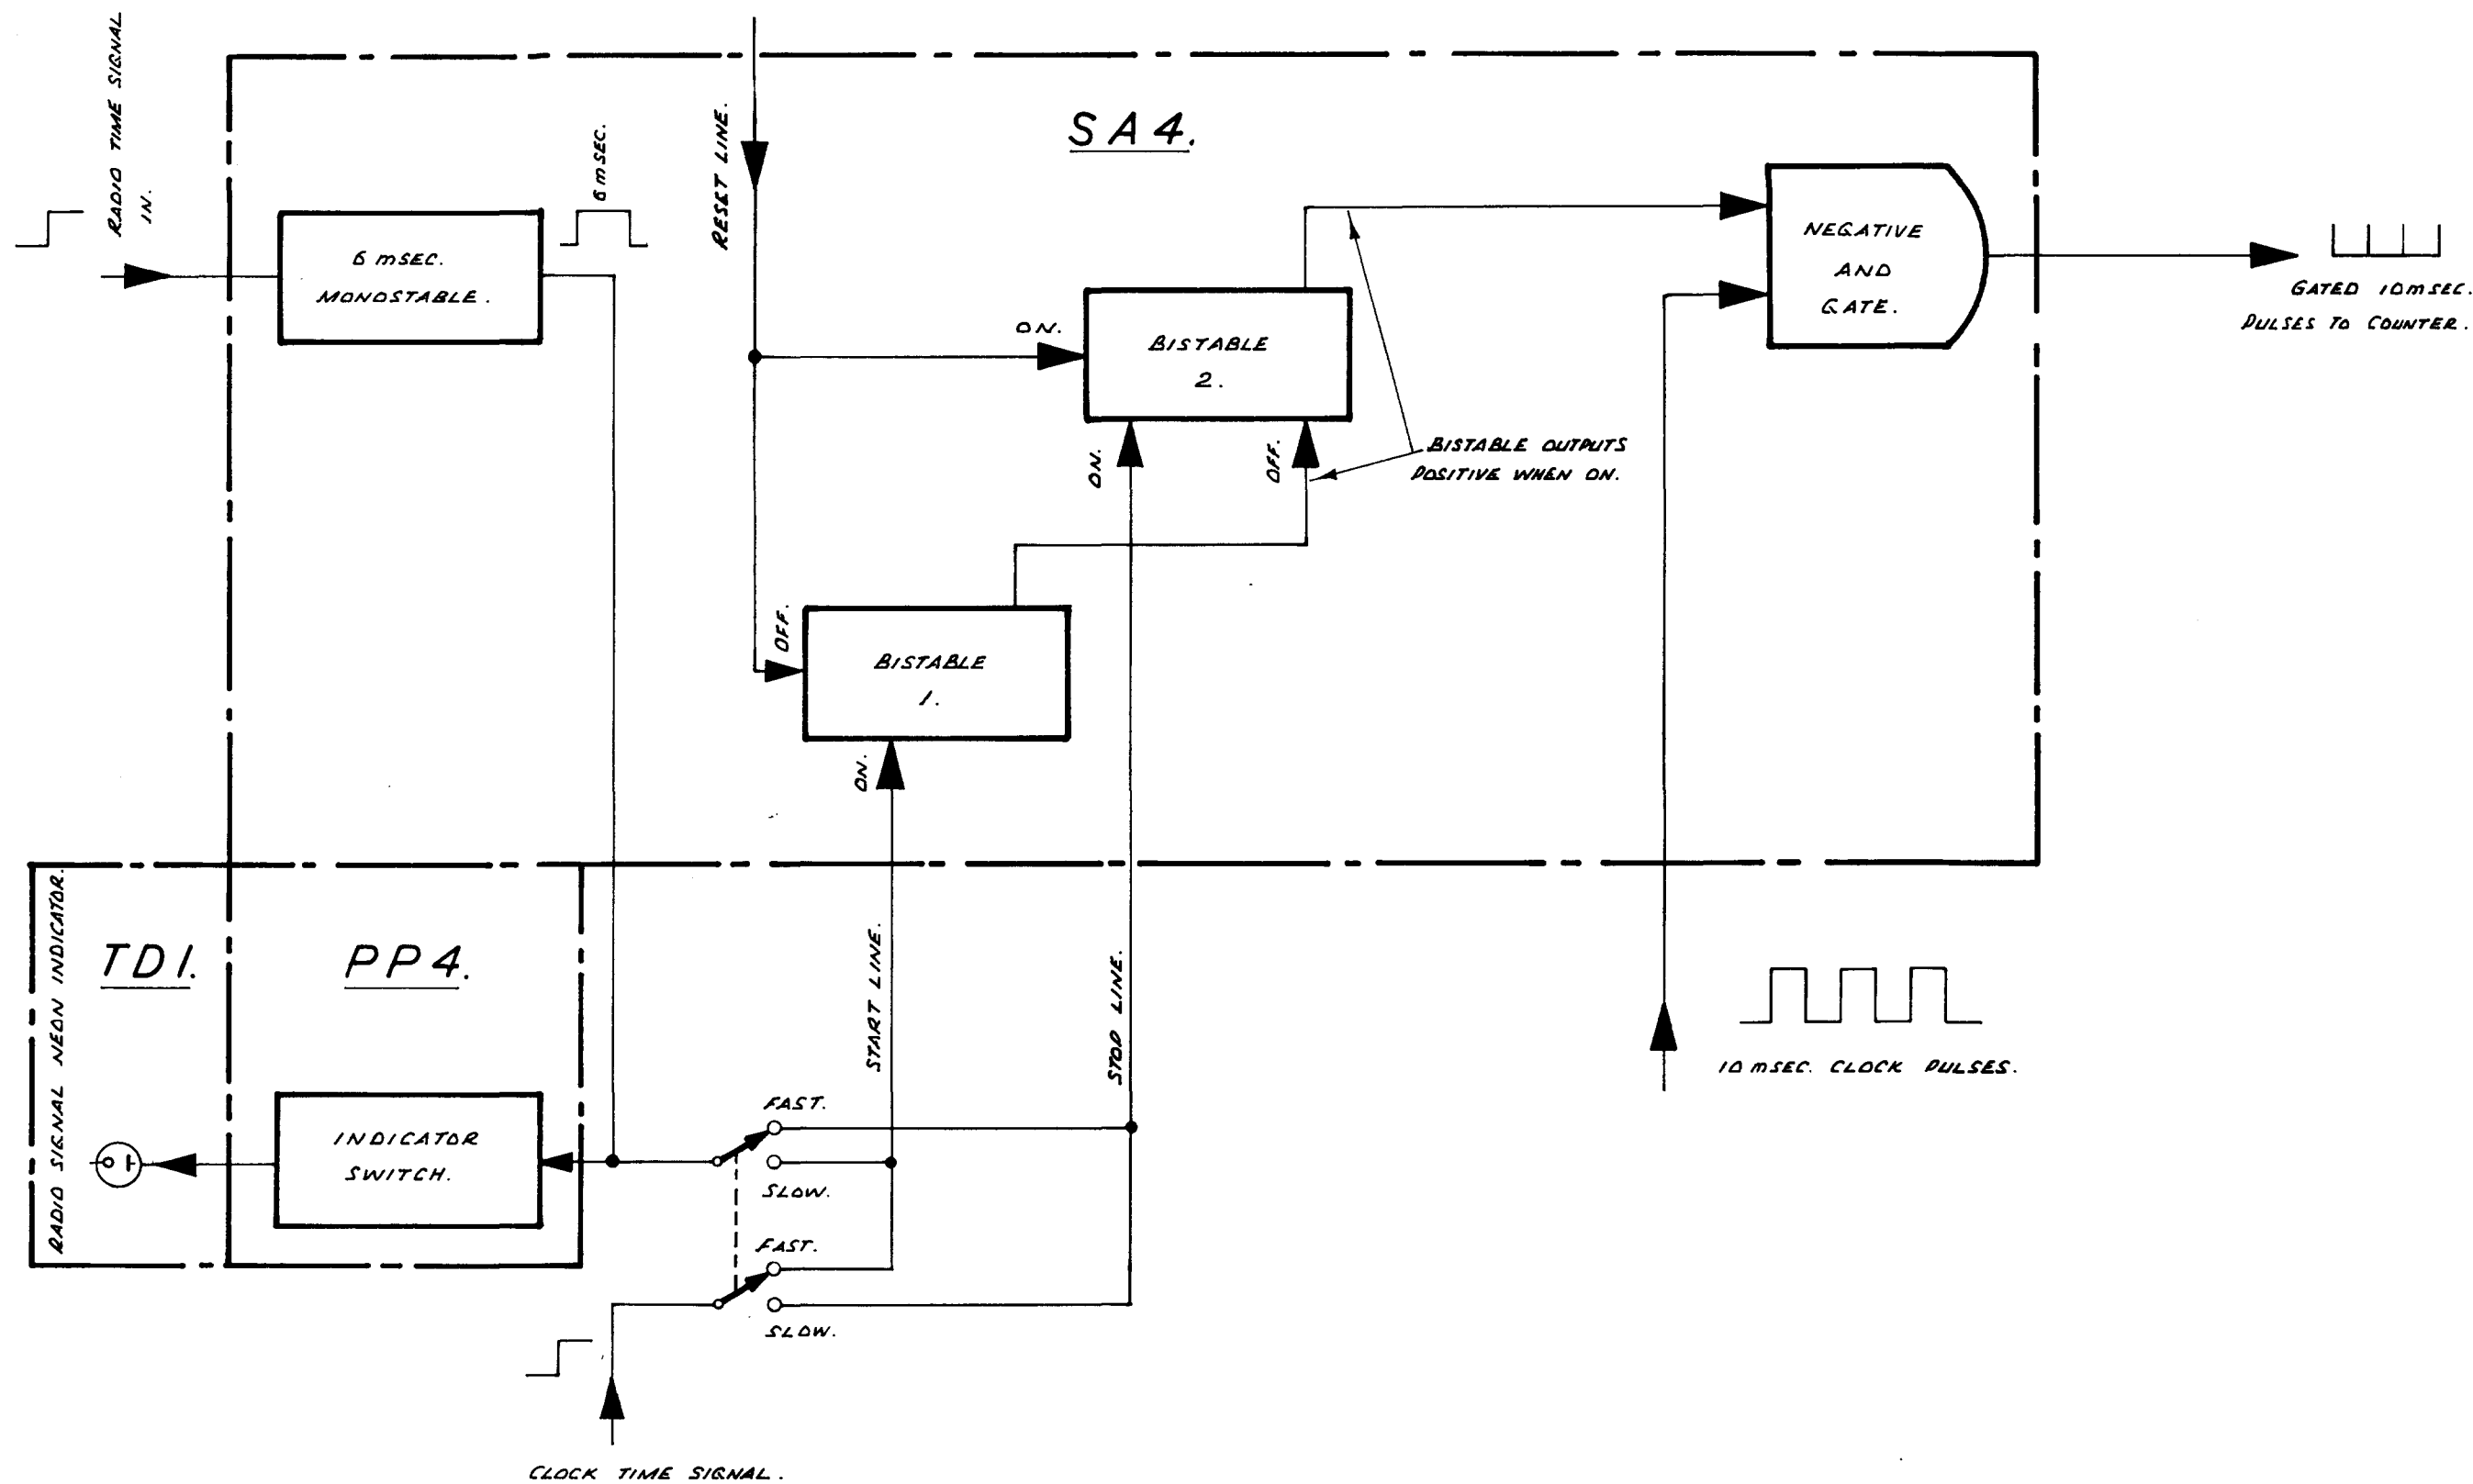 RADIO TIME SIGNAL
IN.
6 mSEC.
MONOSTABLE.
6 mSEC.
RESET LINE.
SA4.
ON.
BISTABLE
2.
ON.
OFF.
BISTABLE OUTPUTS
POSITIVE WHEN ON.
NEGATIVE
AND
GATE.
GATED 10mSEC.
PULSES TO COUNTER.
OFF.
BISTABLE
1.
ON.
RADIO SIGNAL NEON INDICATOR.
TD1.
PP4.
INDICATOR
SWITCH.
START LINE.
STOP LINE.
10 mSEC. CLOCK PULSES.
FAST.
SLOW.
FAST.
SLOW.
CLOCK TIME SIGNAL.